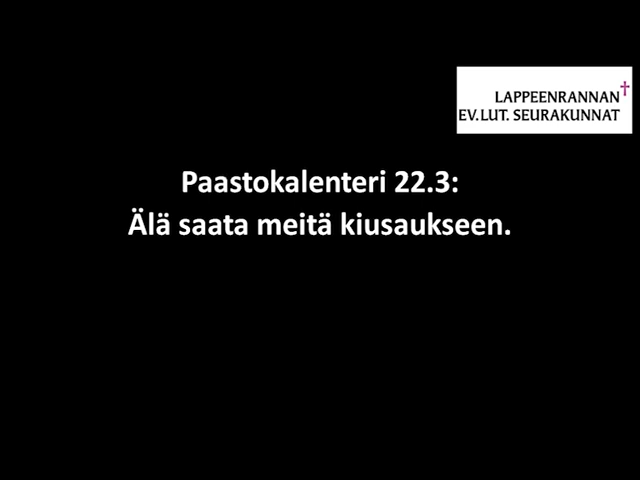 LAPPEENRANNAN
EV.LUT. SEURAKUNNAT
Paastokalenteri 22.3:
Älä saata meitä kiusaukseen.